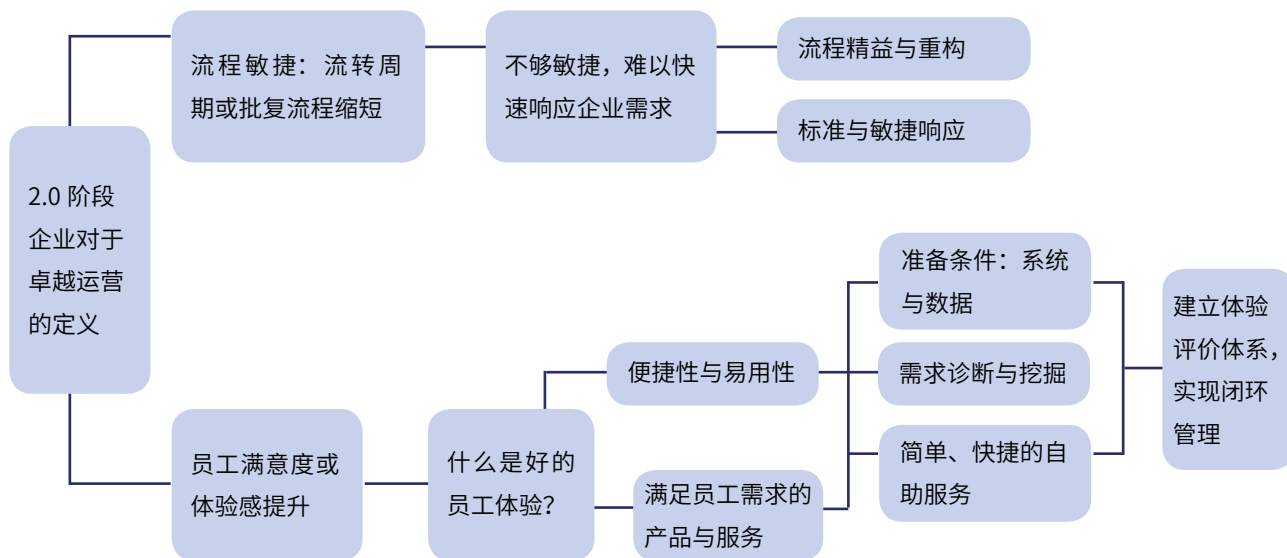 2.0 阶段
企业对于
卓越运营
的定义
流程敏捷：流转周
期或批复流程缩短
不够敏捷，难以快
速响应企业需求
流程精益与重构
标准与敏捷响应
员工满意度或
体验感提升
什么是好的
员工体验？
便捷性与易用性
满足员工需求的
产品与服务
准备条件：系统
与数据
需求诊断与挖掘
简单、快捷的自
助服务
建立体验
评价体系，
实现闭环
管理